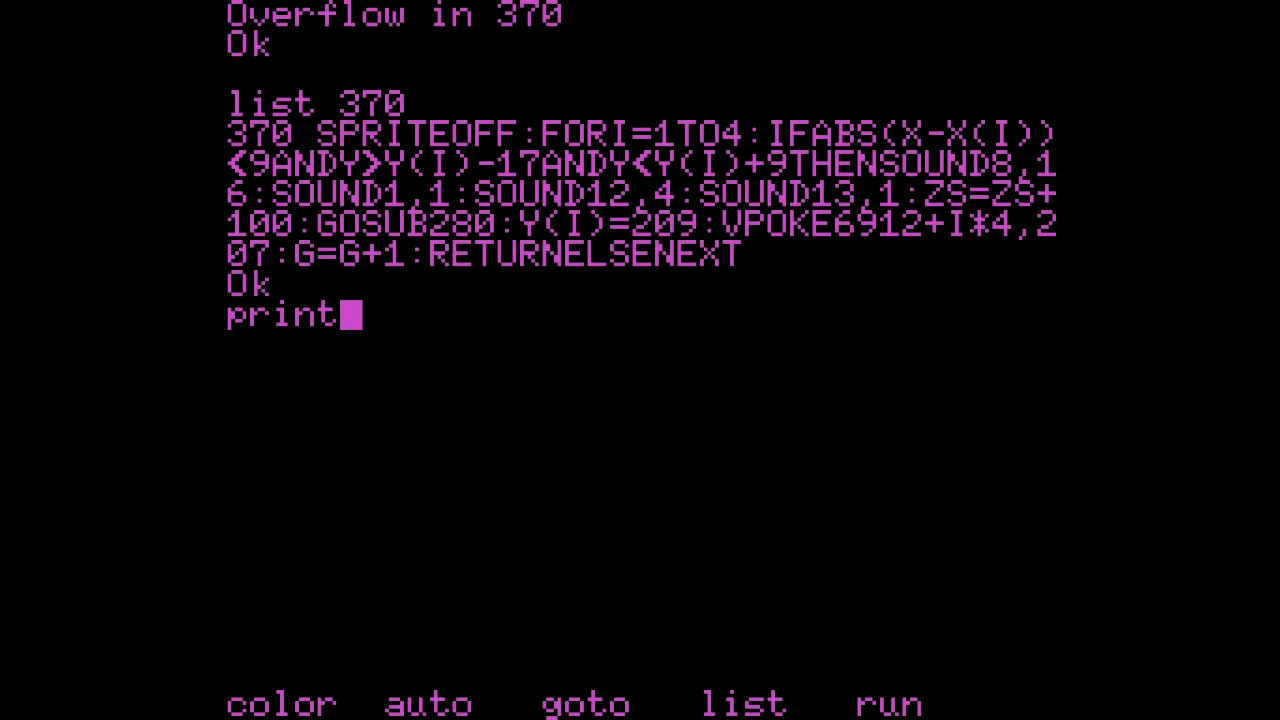 Overflow in 370
Ok
list 370
370 SPRITEOFF:FORI=1TO4:IFABS(X-X(I))
<9ANDY>Y(I)-17ANDY<Y(I)+9THENSOUND8,1
6:SOUND1,1:SOUND12,4:SOUND13,1:ZS=ZS+
100:GOSUB280:Y(I)=209:VPOKE6912+I*4,2
07:G=G+1:RETURNELSENEXT
Ok
print
color auto goto list run